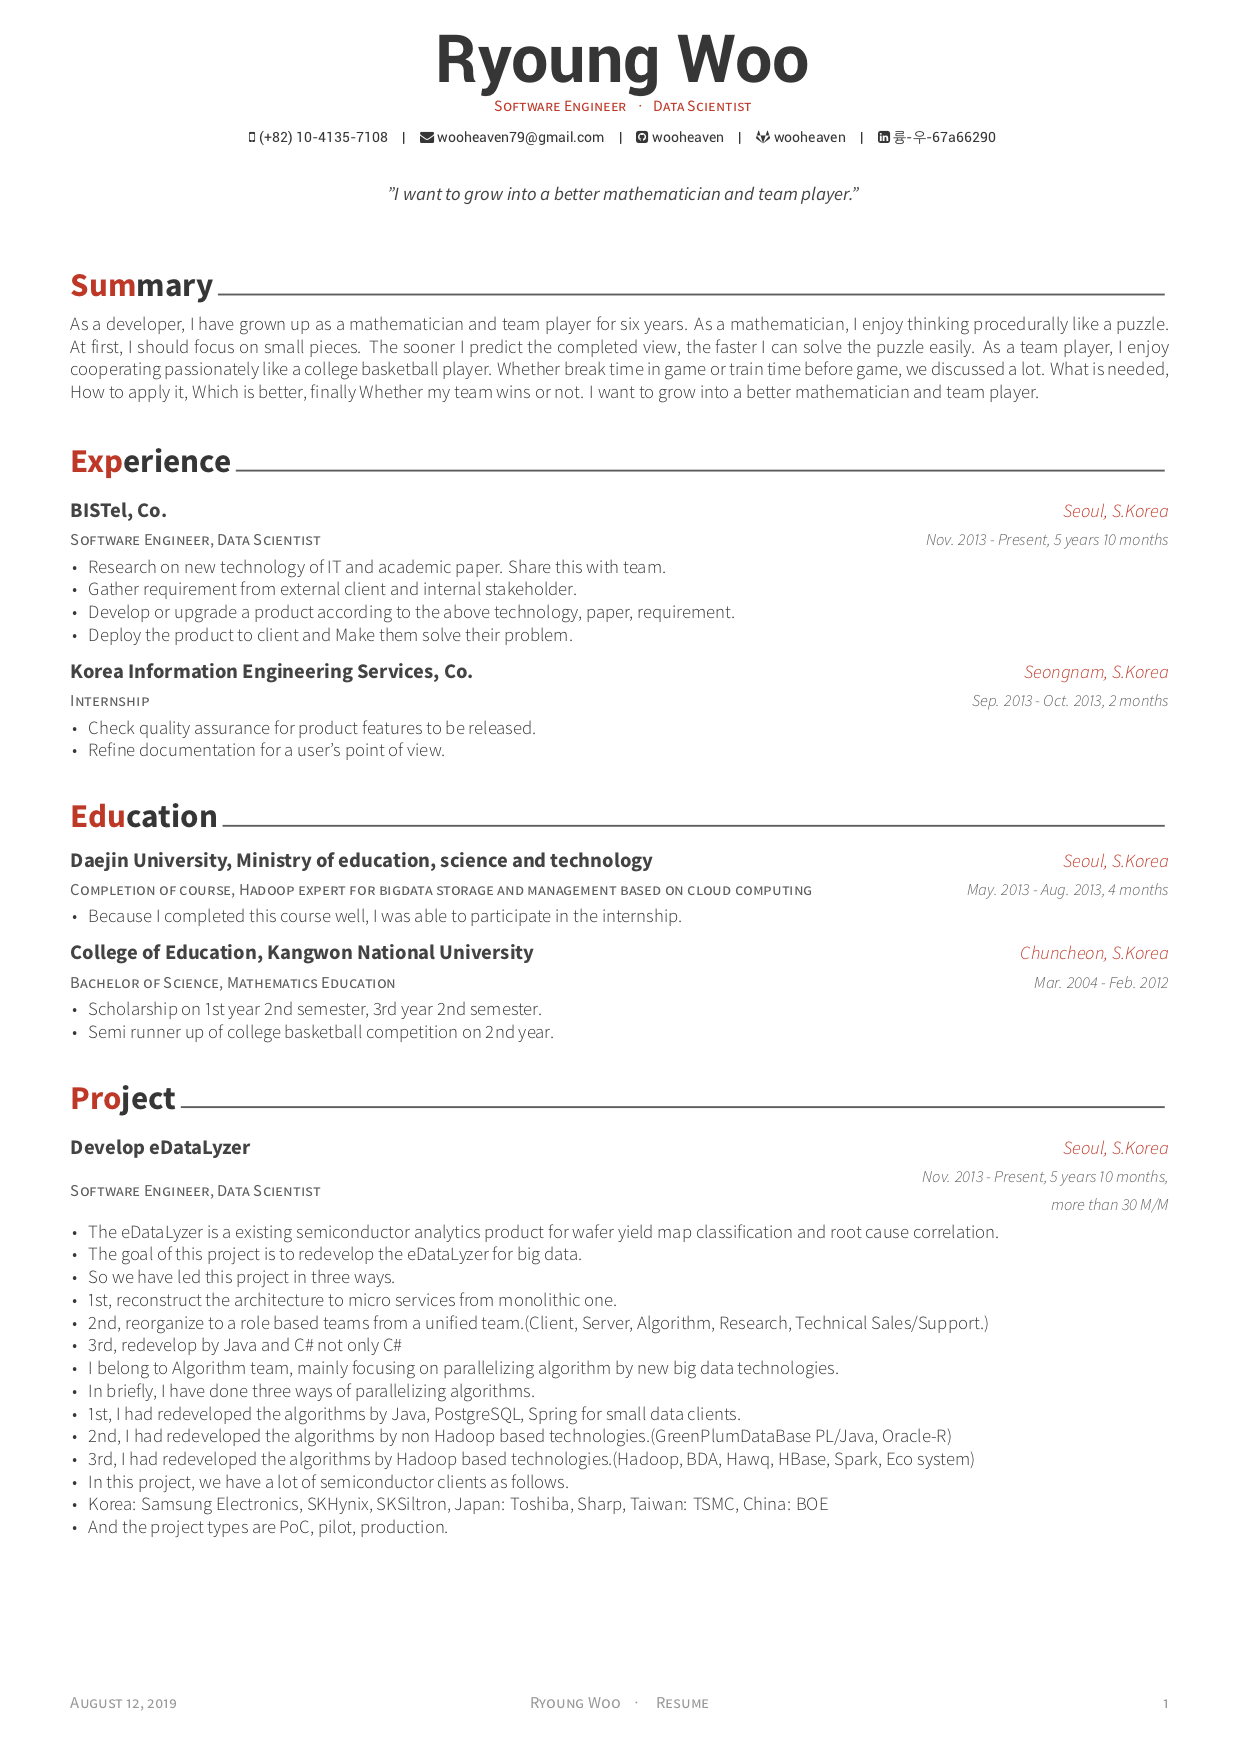 Ryoung Woo
Software Engineer · Data Scientist
(+82) 10-4135-7108 | wooheaven79@gmail.com | wooheaven | wooheaven | 륭-우-67a66290
”I want to grow into a better mathematician and team player.”
Summary
As a developer, I have grown up as a mathematician and team player for six years. As a mathematician, I enjoy thinking procedurally like a puzzle.
At first, I should focus on small pieces. The sooner I predict the completed view, the faster I can solve the puzzle easily. As a team player, I enjoy
cooperating passionately like a college basketball player. Whether break time in game or train time before game, we discussed a lot. What is needed,
How to apply it, Which is better, finally Whether my team wins or not. I want to grow into a better mathematician and team player.
Experience
BISTel, Co. Seoul, S.Korea
Software Engineer, Data Scientist Nov. 2013 - Present, 5 years 10 months
• Research on new technology of IT and academic paper. Share this with team.
• Gather requirement from external client and internal stakeholder.
• Develop or upgrade a product according to the above technology, paper, requirement.
• Deploy the product to client and Make them solve their problem.
Korea Information Engineering Services, Co. Seongnam, S.Korea
Internship Sep. 2013 - Oct. 2013, 2 months
• Check quality assurance for product features to be released.
• Refine documentation for a user’s point of view.
Education
Daejin University, Ministry of education, science and technology Seoul, S.Korea
Completion of course, Hadoop expert for bigdata storage and management based on cloud computing May. 2013 - Aug. 2013, 4 months
• Because I completed this course well, I was able to participate in the internship.
College of Education, Kangwon National University Chuncheon, S.Korea
Bachelor of Science, Mathematics Education Mar. 2004 - Feb. 2012
• Scholarship on 1st year 2nd semester, 3rd year 2nd semester.
• Semi runner up of college basketball competition on 2nd year.
Project
Develop eDataLyzer Seoul, S.Korea
Software Engineer, Data Scientist Nov. 2013 - Present, 5 years 10 months,
more than 30 M/M
• The eDataLyzer is a existing semiconductor analytics product for wafer yield map classification and root cause correlation.
• The goal of this project is to redevelop the eDataLyzer for big data.
• So we have led this project in three ways.
• 1st, reconstruct the architecture to micro services from monolithic one.
• 2nd, reorganize to a role based teams from a unified team.(Client, Server, Algorithm, Research, Technical Sales/Support.)
• 3rd, redevelop by Java and C# not only C#
• I belong to Algorithm team, mainly focusing on parallelizing algorithm by new big data technologies.
• In briefly, I have done three ways of parallelizing algorithms.
• 1st, I had redeveloped the algorithms by Java, PostgreSQL, Spring for small data clients.
• 2nd, I had redeveloped the algorithms by non Hadoop based technologies.(GreenPlumDataBase PL/Java, Oracle-R)
• 3rd, I had redeveloped the algorithms by Hadoop based technologies.(Hadoop, BDA, Hawq, HBase, Spark, Eco system)
• In this project, we have a lot of semiconductor clients as follows.
• Korea: Samsung Electronics, SKHynix, SKSiltron, Japan: Toshiba, Sharp, Taiwan: TSMC, China: BOE
• And the project types are PoC, pilot, production.
August 12, 2019 Ryoung Woo · Resume 1